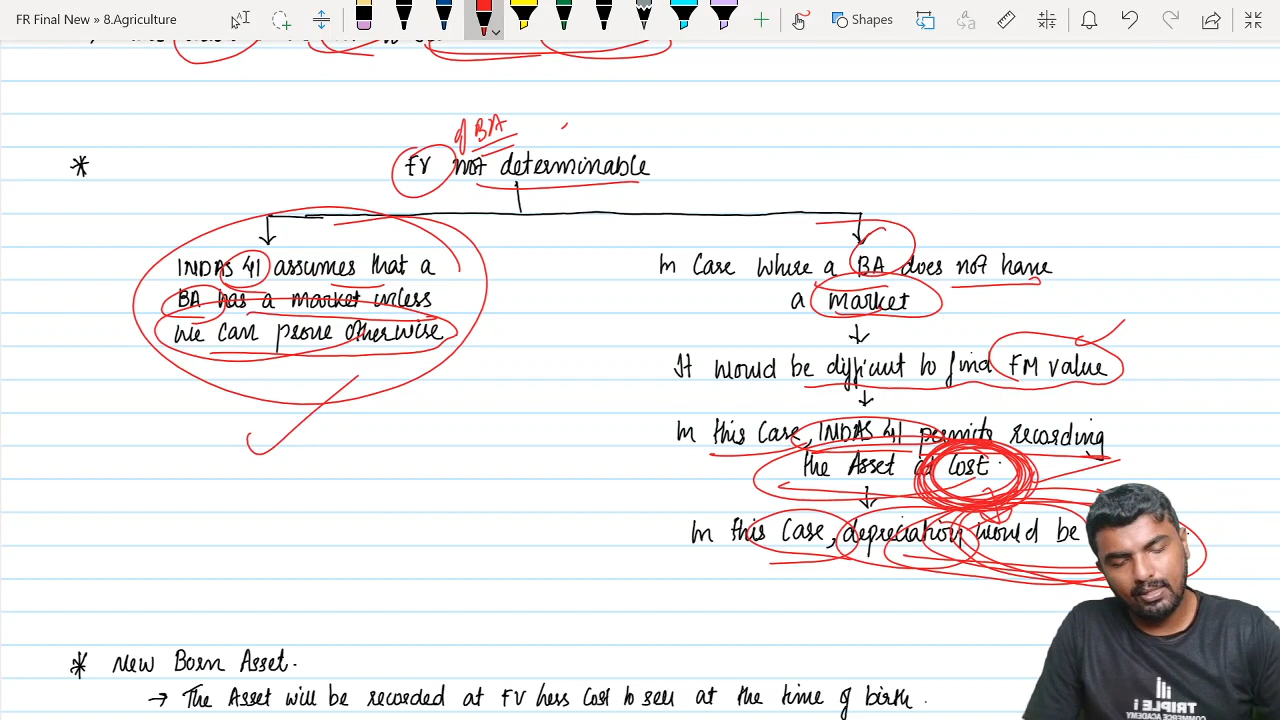 FR Final New > 8.Agriculture
Shapes
of BA
* FV not determinable
INDAS 41 assumes that a
BA has a market unless
we can prove otherwise
In Case where a BA does not have
a market
It would be difficult to find FM value
In this case, INDAS 41 permits recording
the Asset at Cost.
In this Case, depreciation would be
* New Born Asset.
→ The Asset will be recorded at FV less Cost to sell at the time of birth.
TRIPLE i
COMMERCE ACADEMY